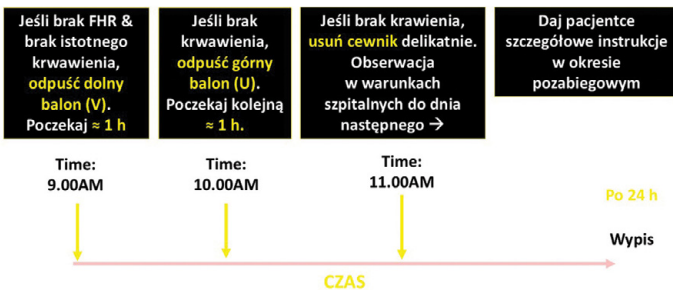 Jeśli brak FHR &
brak istotnego
krwawienia,
odpuść dolny
balon (V).
Poczekaj ≈ 1 h
Jeśli brak
krwawienia,
odpuść górny
balon (U).
Poczekaj kolejną
≈ 1 h.
Jeśli brak krawienia,
usuń cewnik delikatnie.
Obserwacja
w warunkach
szpitalnych do dnia
następnego →
Daj pacjentce
szczegółowe instrukcje
w okresie
pozabiegowym
Time:
9.00AM
Time:
10.00AM
Time:
11.00AM
Po 24 h
Wypis
CZAS